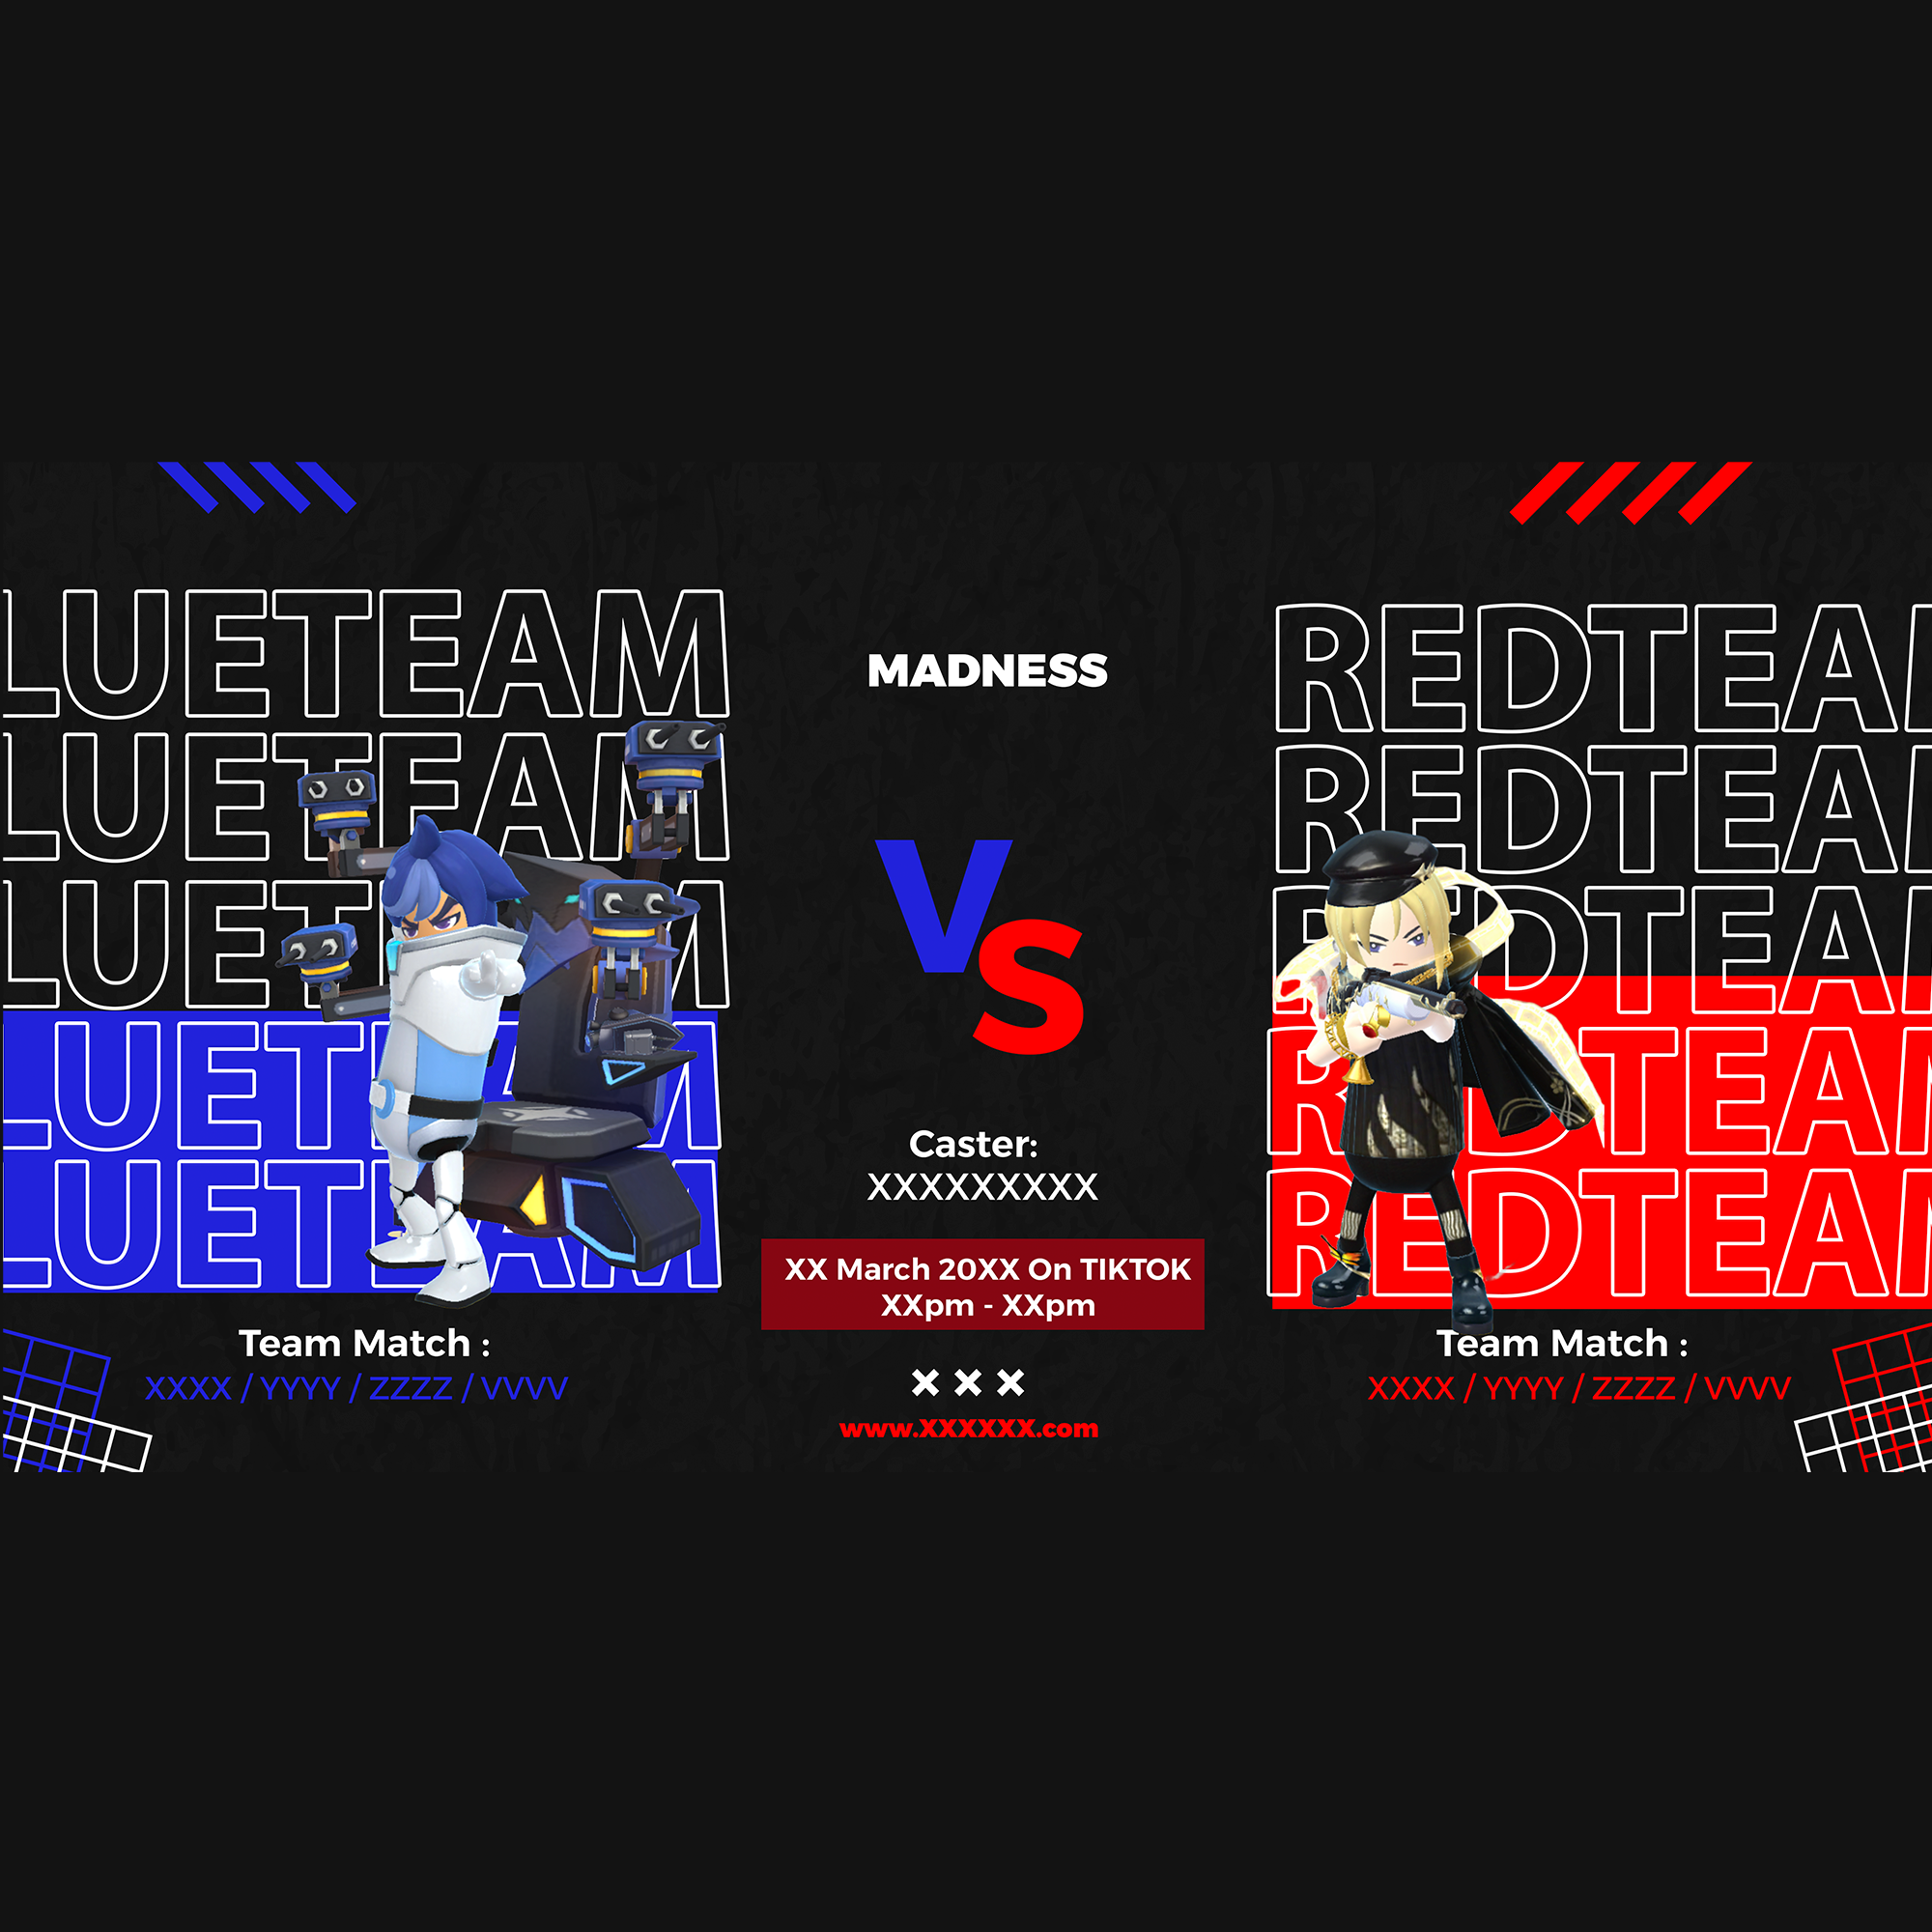 LUETEAM
LUETEAM
LUETEAM
LUETEAM
LUETEAM
Team Match :
XXXX / YYYY / ZZZZ / VVVV
MADNESS
VS
Caster:
XXXXXXXXX
XX March 20XX On TIKTOK
XXpm - XXpm
www.XXXXXX.com
REDTEAM
REDTEAM
REDTEAM
REDTEAM
REDTEAM
Team Match :
XXXX / YYYY / ZZZZ / VVVV